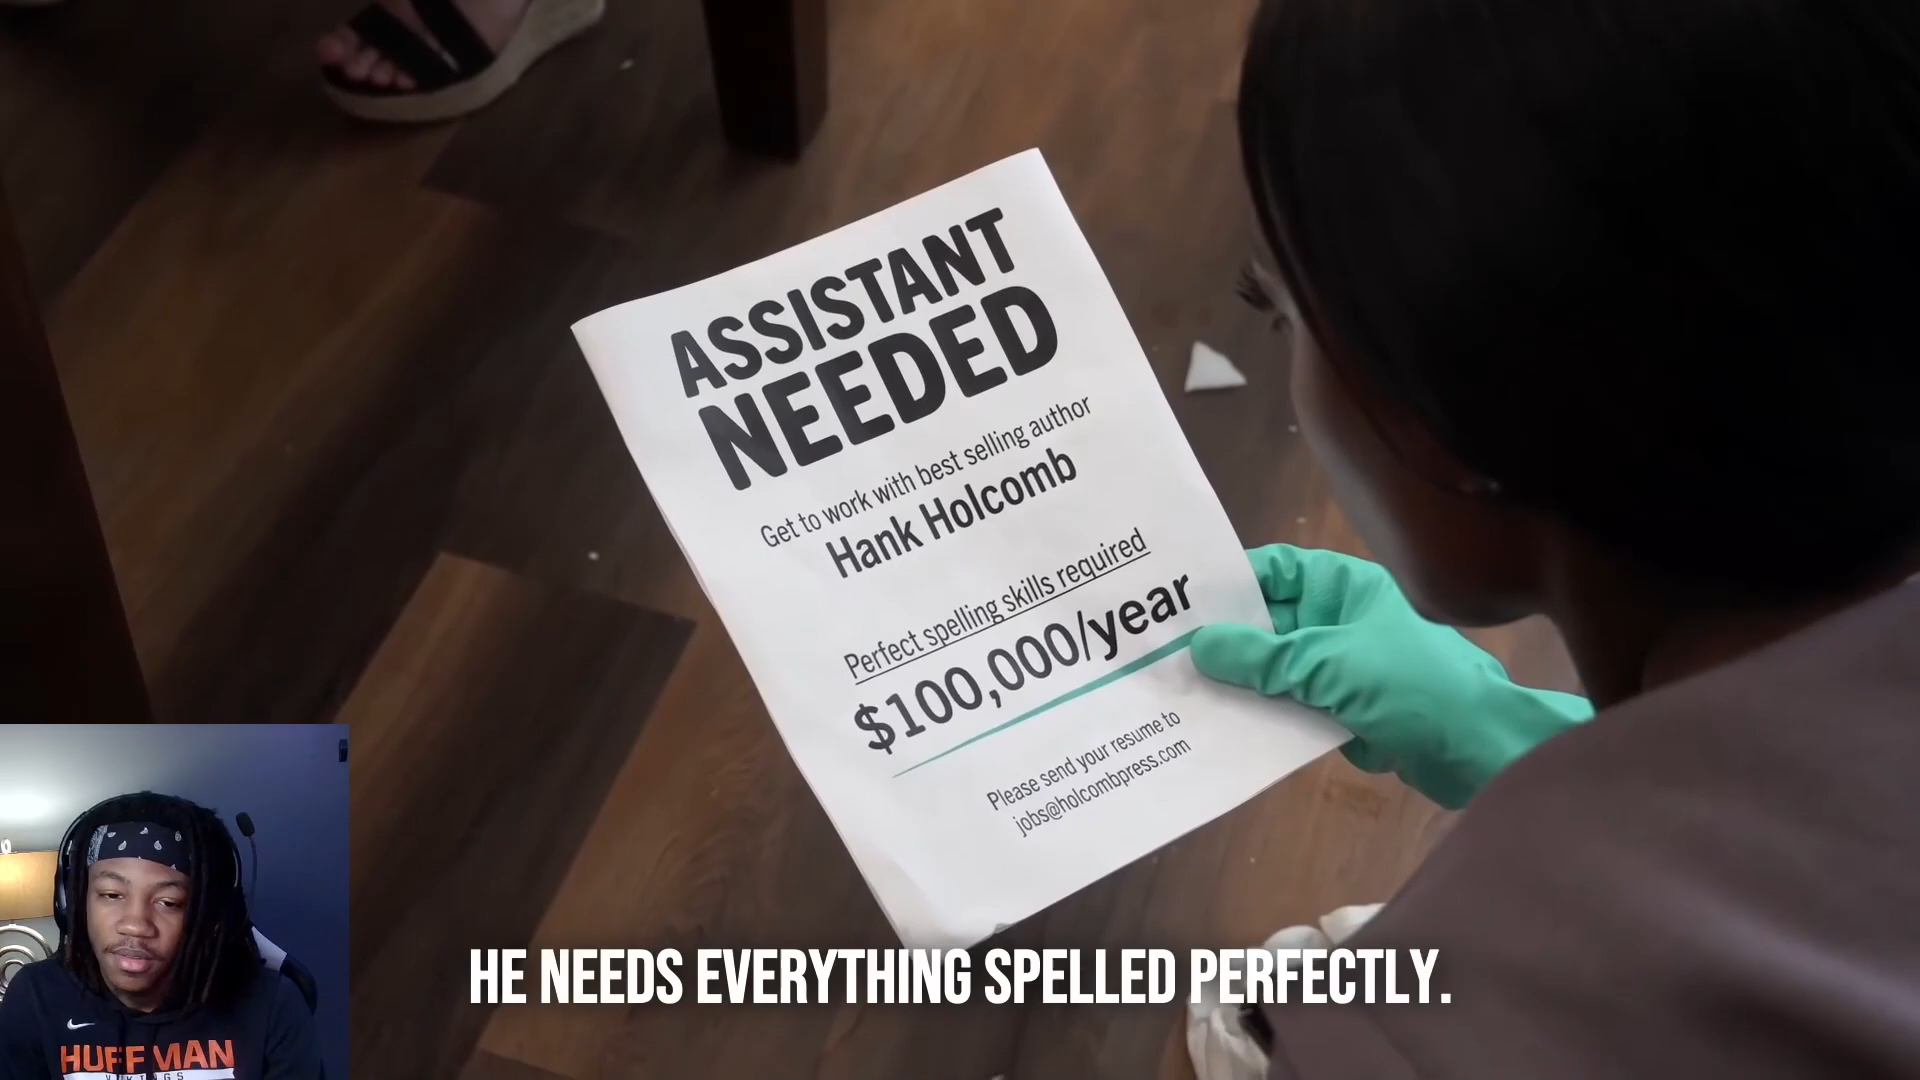 ASSISTANT
NEEDED
Get to work with best selling author
Hank Holcomb
Perfect spelling skills required
$100,000/year
Please send your resume to
jobs@holcombpress.com
HE NEEDS EVERYTHING SPELLED PERFECTLY.
HUFFMAN
VIKINGS